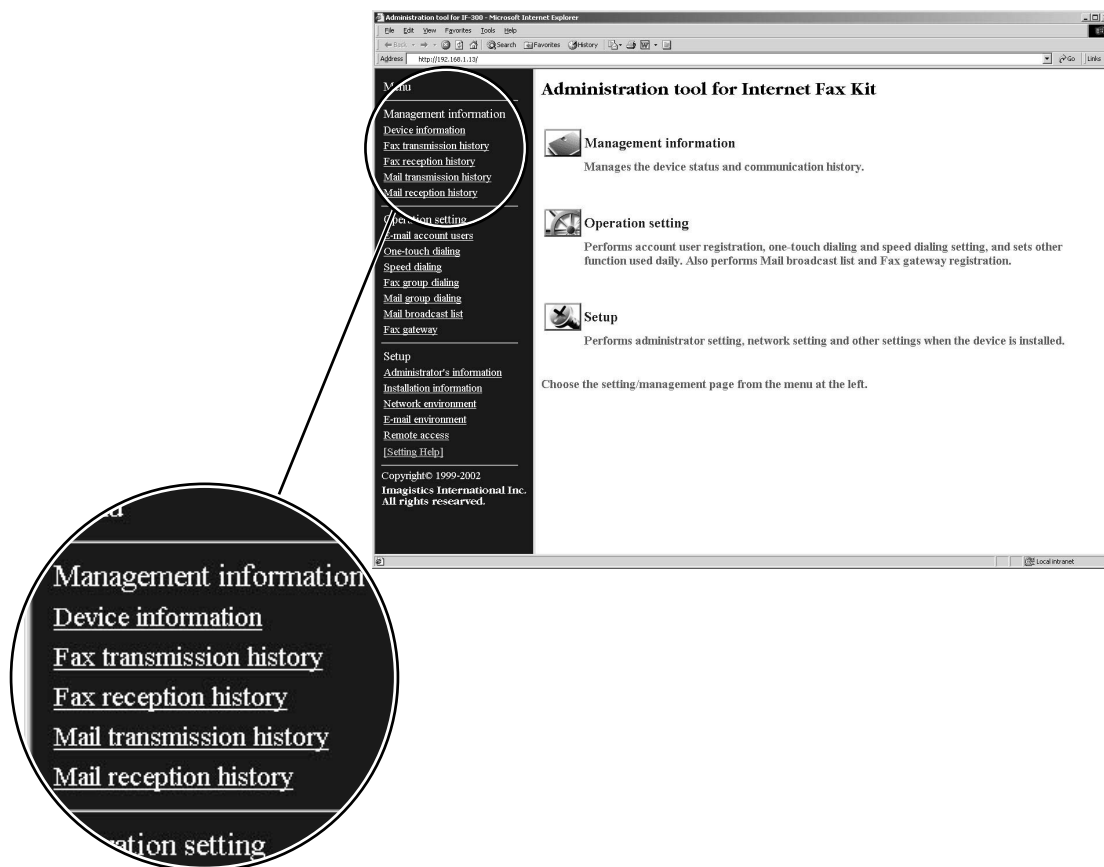 Administration tool for IF-300 - Microsoft Internet Explorer
File Edit View Favorites Tools Help
Back Search Favorites History
Address http://192.168.1.13/ Go Links
Menu
Management information
Device information
Fax transmission history
Fax reception history
Mail transmission history
Mail reception history
Operation setting
E-mail account users
One-touch dialing
Speed dialing
Fax group dialing
Mail group dialing
Mail broadcast list
Fax gateway
Setup
Administrator's information
Installation information
Network environment
E-mail environment
Remote access
[Setting Help]
Copyright© 1999-2002
Imagistics International Inc.
All rights researved.
Administration tool for Internet Fax Kit
Management information
Manages the device status and communication history.
Operation setting
Performs account user registration, one-touch dialing and speed dialing setting, and sets other
function used daily. Also performs Mail broadcast list and Fax gateway registration.
Setup
Performs administrator setting, network setting and other settings when the device is installed.
Choose the setting/management page from the menu at the left.
Local intranet
Management information
Device information
Fax transmission history
Fax reception history
Mail transmission history
Mail reception history
ration setting